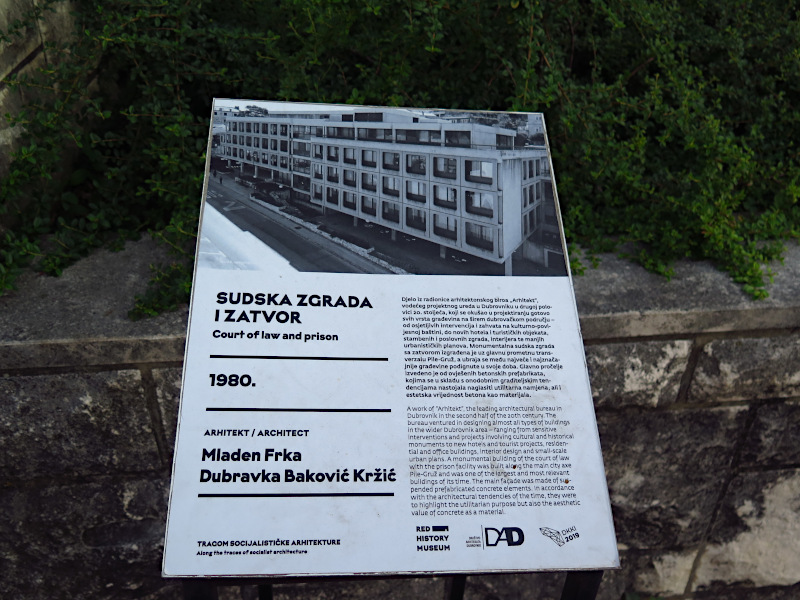 SUDSKA ZGRADA
I ZATVOR
Court of law and prison
1980.
ARHITEKT / ARCHITECT
Mladen Frka
Dubravka Baković Kržić
TRAGOM SOCIJALISTIČKE ARHITEKTURE
Along the traces of socialist architecture
Djelo iz radionice arhitektonskog biroa „Arhitekt",
vodećeg projektnog ureda u Dubrovniku u drugoj polo-
vici 20. stoljeća, koji se okušao u projektiranju gotovo
svih vrsta građevina na širem dubrovačkom području –
od osjetljivih intervencija i zahvata na kulturno-povi-
jesnoj baštini, do novih hotela i turističkih objekata,
stambenih i poslovnih zgrada, interijera te manjih
urbanističkih planova. Monumentalna sudska zgrada
sa zatvorom izgrađena je uz glavnu prometnu trans-
verzalu Pile-Gruž, a ubraja se među najveće i najznača-
jnije građevine podignute u svoje doba. Glavno pročelje
izvedeno je od ovješenih betonskih prefabrikata,
kojima se u skladu s onodobnim graditeljskim ten-
dencijama nastojala naglasiti utilitarna namjena, ali i
estetska vrijednost betona kao materijala.
A work of "Arhitekt", the leading architectural bureau in
Dubrovnik in the second half of the 20th century. The
bureau ventured in designing almost all types of buildings
in the wider Dubrovnik area – ranging from sensitive
interventions and projects involving cultural and historical
monuments to new hotels and tourist projects, residen-
tial and office buildings, interior design and small-scale
urban plans. A monumental building of the court of law
with the prison facility was built along the main city axe
Pile-Gruž and was one of the largest and most relevant
buildings of its time. The main façade was made of sus-
pended prefabricated concrete elements. In accordance
with the architectural tendencies of the time, they were
to highlight the utilitarian purpose but also the aesthetic
value of concrete as a material.
RED
HISTORY
MUSEUM
DRUŠTVO
ARHITEKATA
DUBROVNIK
DAD
DKKI
2019